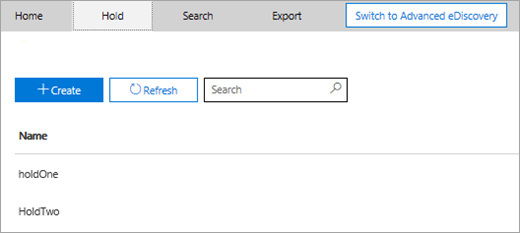 Home Hold Search Export Switch to Advanced eDiscovery
+ Create Refresh Search
Name
holdOne
HoldTwo